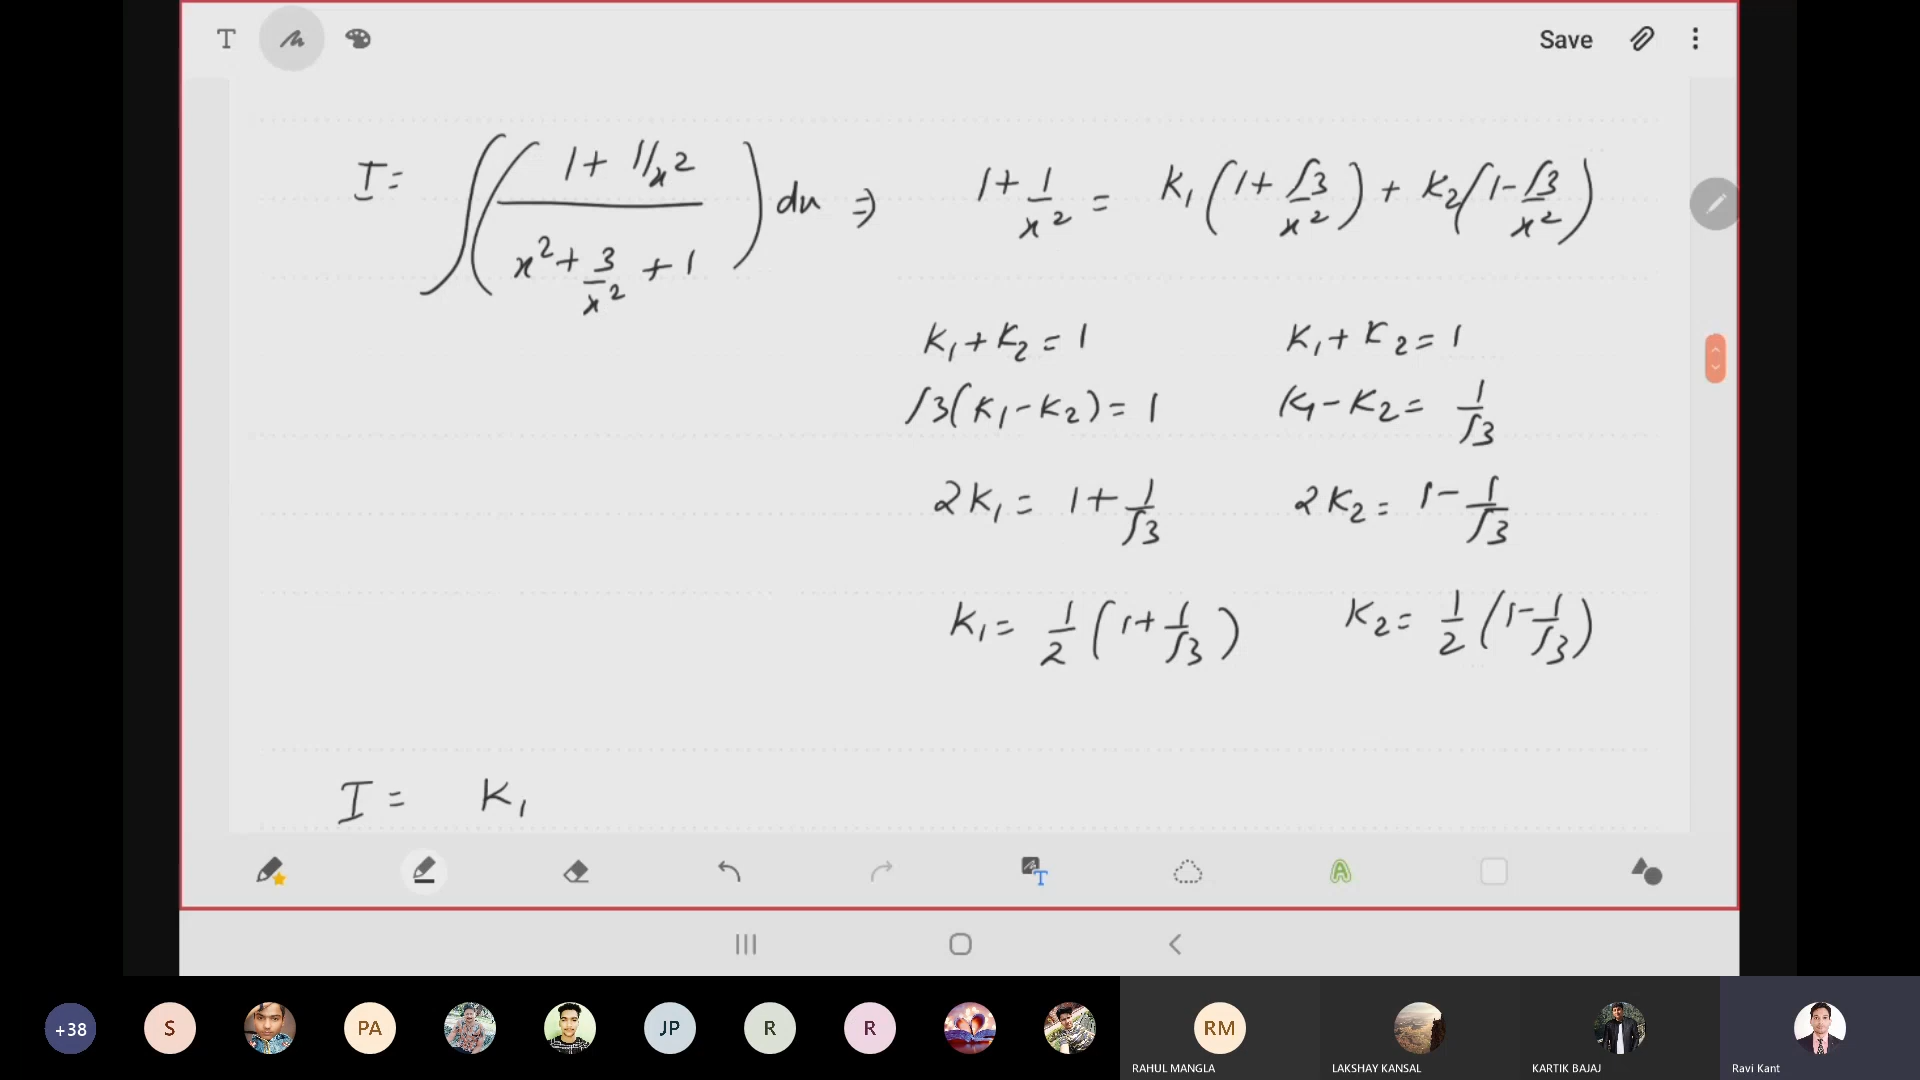 T Save
I = ∫ ( (1 + 1/x²) / (x² + 3/x² + 1) ) dx ⇒ 1 + 1/x² = K₁(1 + √3/x²) + K₂(1 - √3/x²)
K₁ + K₂ = 1 K₁ + K₂ = 1
√3(K₁ - K₂) = 1 K₁ - K₂ = 1/√3
2K₁ = 1 + 1/√3 2K₂ = 1 - 1/√3
K₁ = 1/2 (1 + 1/√3) K₂ = 1/2 (1 - 1/√3)
I = K₁
T A
+38 S PA JP R R RM
RAHUL MANGLA LAKSHAY KANSAL KARTIK BAJAJ Ravi Kant